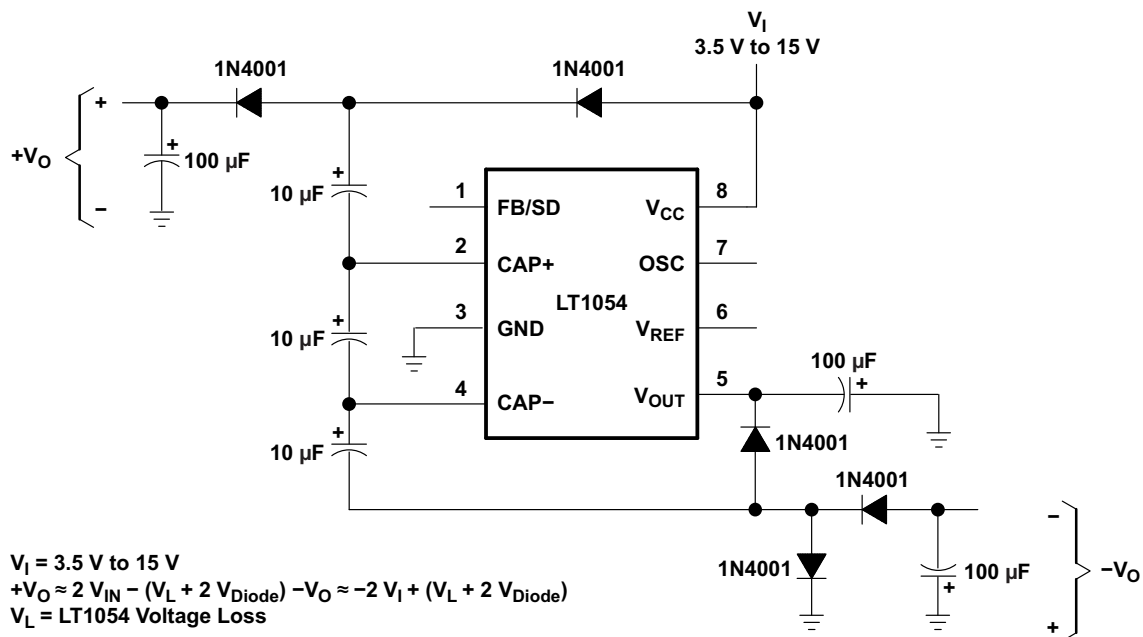 V_I
3.5 V to 15 V
1N4001
1N4001
+
+V_O
−
+
100 µF
+
10 µF
1
FB/SD
V_CC
8
2
CAP+
OSC
7
LT1054
+
10 µF
3
GND
V_REF
6
4
CAP−
V_OUT
5
100 µF
+
+
10 µF
1N4001
1N4001
1N4001
−
100 µF
+
−V_O
+
V_I = 3.5 V to 15 V
+V_O ≈ 2 V_IN − (V_L + 2 V_Diode) −V_O ≈ −2 V_I + (V_L + 2 V_Diode)
V_L = LT1054 Voltage Loss